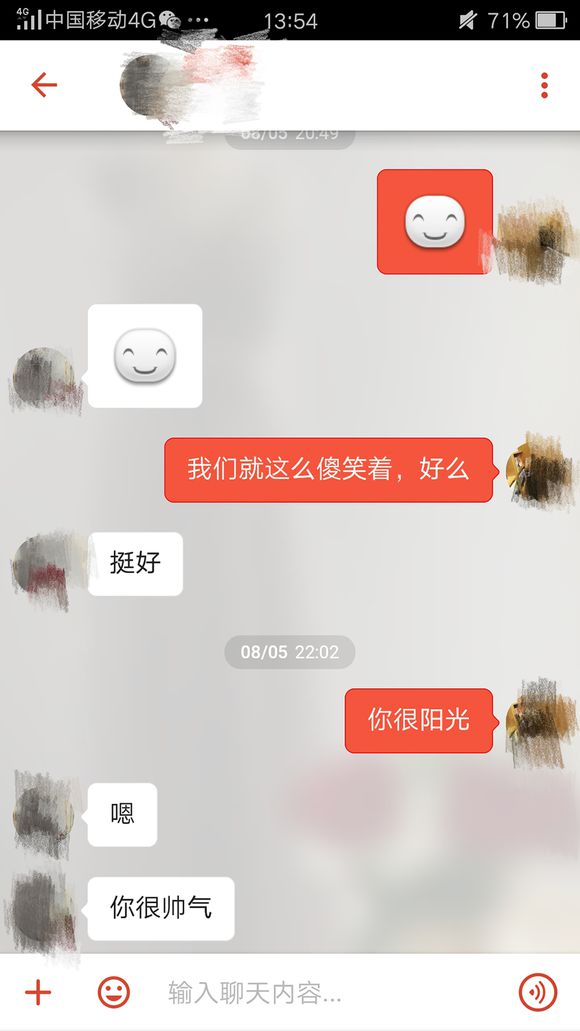 4G 中国移动4G ••• 13:54 71%
08/05 20:49
我们就这么傻笑着，好么
挺好
08/05 22:02
你很阳光
嗯
你很帅气
输入聊天内容...